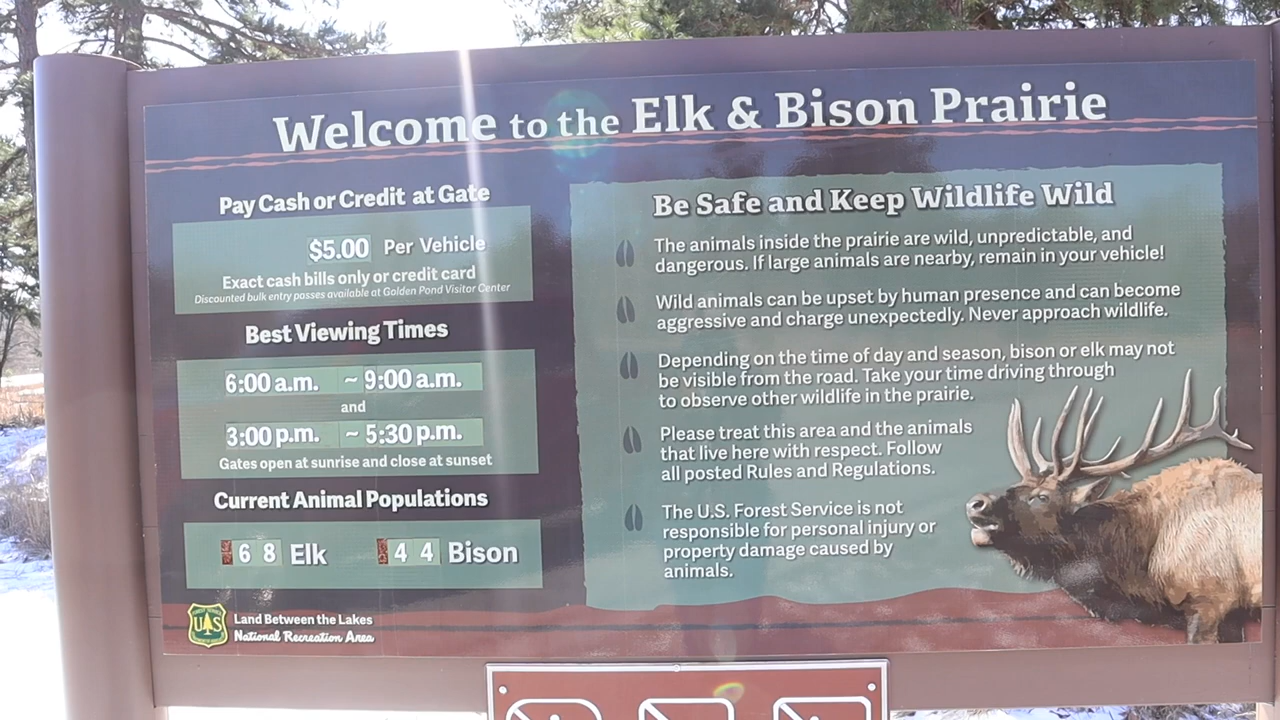 Welcome to the Elk & Bison Prairie
Pay Cash or Credit at Gate
$5.00 Per Vehicle
Exact cash bills only or credit card
Discounted bulk entry passes available at Golden Pond Visitor Center
Best Viewing Times
6:00 a.m. ~ 9:00 a.m.
and
3:00 p.m. ~ 5:30 p.m.
Gates open at sunrise and close at sunset
Current Animal Populations
68 Elk 44 Bison
Land Between the Lakes
National Recreation Area
FOREST SERVICE
US
Be Safe and Keep Wildlife Wild
The animals inside the prairie are wild, unpredictable, and
dangerous. If large animals are nearby, remain in your vehicle!
Wild animals can be upset by human presence and can become
aggressive and charge unexpectedly. Never approach wildlife.
Depending on the time of day and season, bison or elk may not
be visible from the road. Take your time driving through
to observe other wildlife in the prairie.
Please treat this area and the animals
that live here with respect. Follow
all posted Rules and Regulations.
The U.S. Forest Service is not
responsible for personal injury or
property damage caused by
animals.